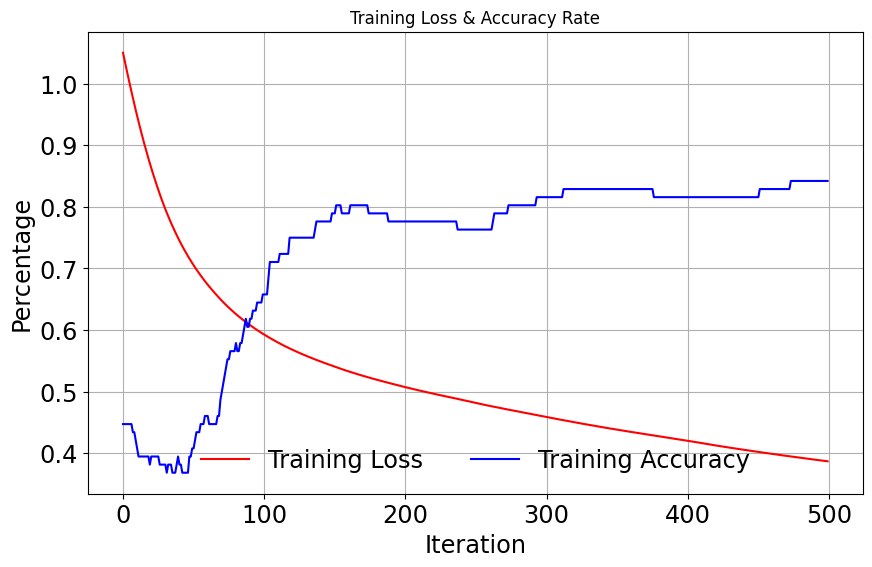 Training Loss & Accuracy Rate
Percentage
1.0
0.9
0.8
0.7
0.6
0.5
0.4
Training Loss
Training Accuracy
0
100
200
300
400
500
Iteration